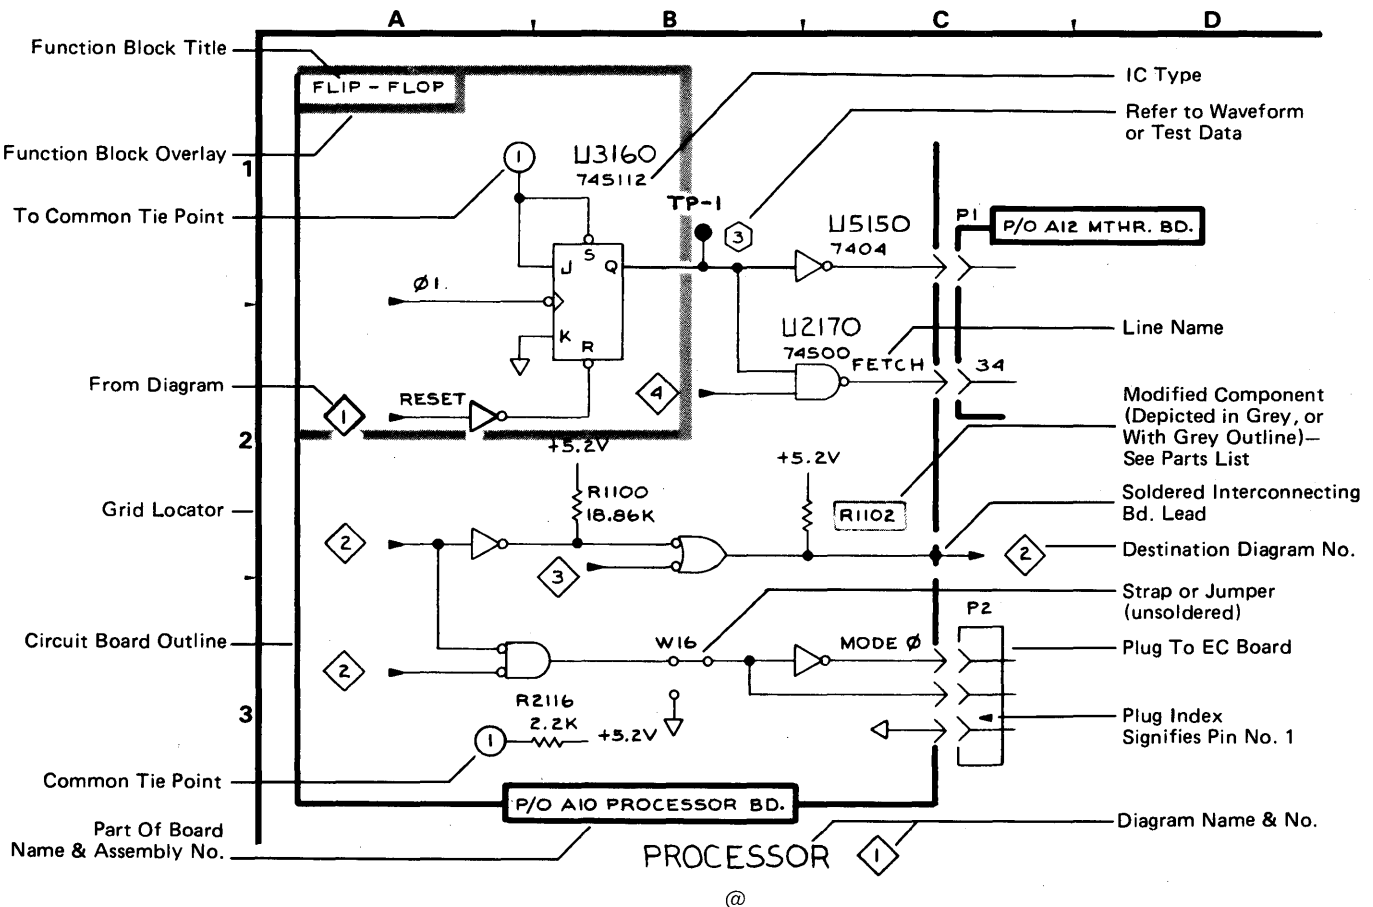 A B C D
Function Block Title
FLIP - FLOP
IC Type
Refer to Waveform
or Test Data
Function Block Overlay
1
1
U3160
74S112
To Common Tie Point
TP-1
3
U5150
7404
P1
P/O A12 MTHR. BD.
J S Q
Ø1.
K
R
U2170
74S00
FETCH
34
Line Name
From Diagram
1
RESET
4
Modified Component
(Depicted in Grey, or
With Grey Outline)—
See Parts List
2
+5.2V
+5.2V
R1100
18.86K
R1102
Soldered Interconnecting
Bd. Lead
Grid Locator
2
3
2
Destination Diagram No.
Strap or Jumper
(unsoldered)
P2
Circuit Board Outline
2
W16
MODE Ø
Plug To EC Board
3
R2116
2.2K
+5.2V
1
Plug Index
Signifies Pin No. 1
Common Tie Point
P/O A10 PROCESSOR BD.
Part Of Board
Name & Assembly No.
PROCESSOR
1
Diagram Name & No.
@